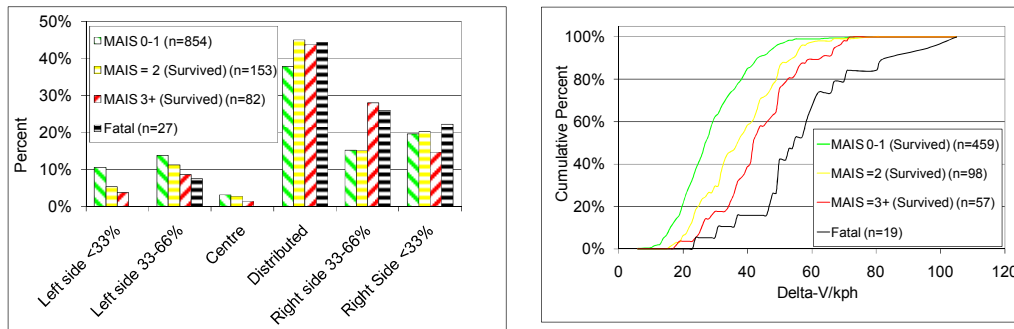 50%
40%
30%
20%
10%
0%
Percent
MAIS 0-1 (n=854)
MAIS = 2 (Survived) (n=153)
MAIS 3+ (Survived) (n=82)
Fatal (n=27)
Left side <33%
Left side 33-66%
Centre
Distributed
Right side 33-66%
Right Side <33%
100%
80%
60%
40%
20%
0%
Cumulative Percent
MAIS 0-1 (Survived) (n=459)
MAIS =2 (Survived) (n=98)
MAIS =3+ (Survived) (n=57)
Fatal (n=19)
0 20 40 60 80 100 120
Delta-V/kph